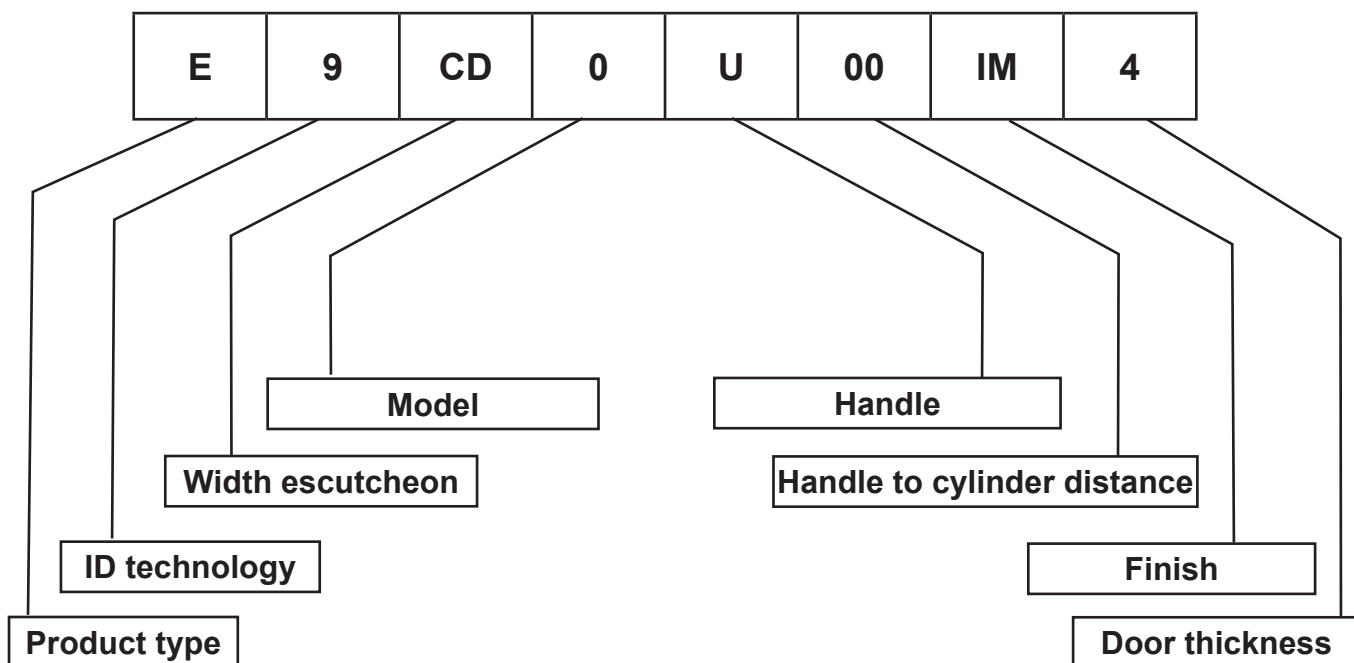 E 9 CD 0 U 00 IM 4
Model
Handle
Width escutcheon
Handle to cylinder distance
ID technology
Finish
Product type
Door thickness